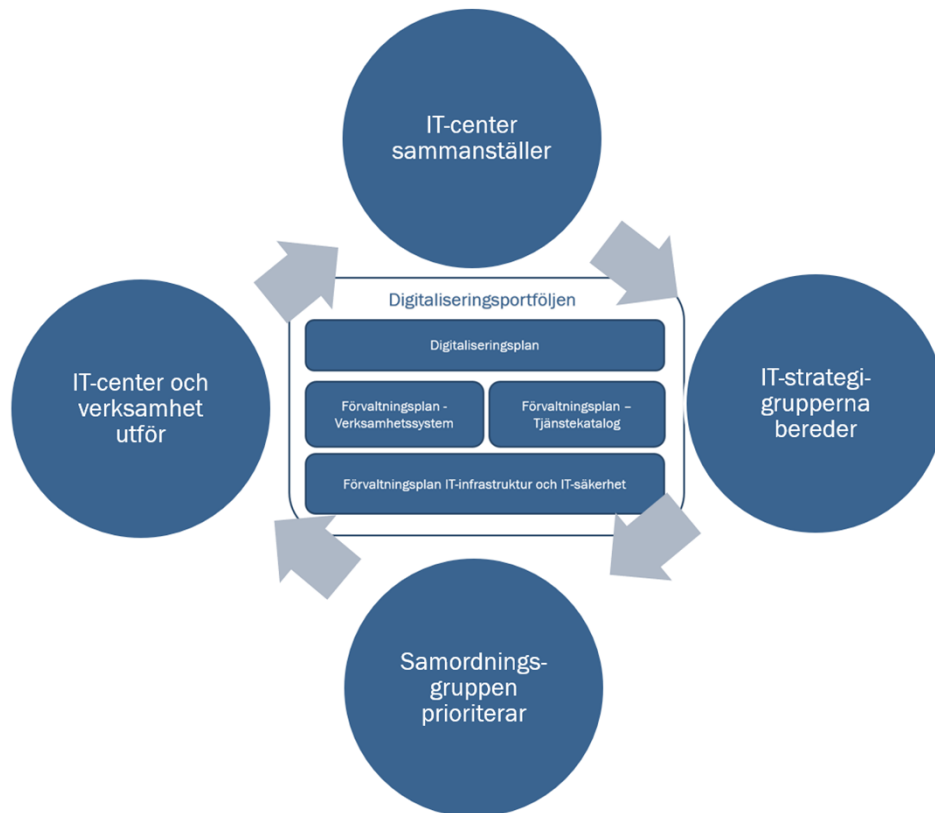 IT-center
sammanställer
Digitaliseringsportföljen
Digitaliseringsplan
Förvaltningsplan -
Verksamhetssystem
Förvaltningsplan –
Tjänstekatalog
Förvaltningsplan IT-infrastruktur och IT-säkerhet
IT-strategi-
grupperna
bereder
Samordnings-
gruppen
prioriterar
IT-center och
verksamhet
utför